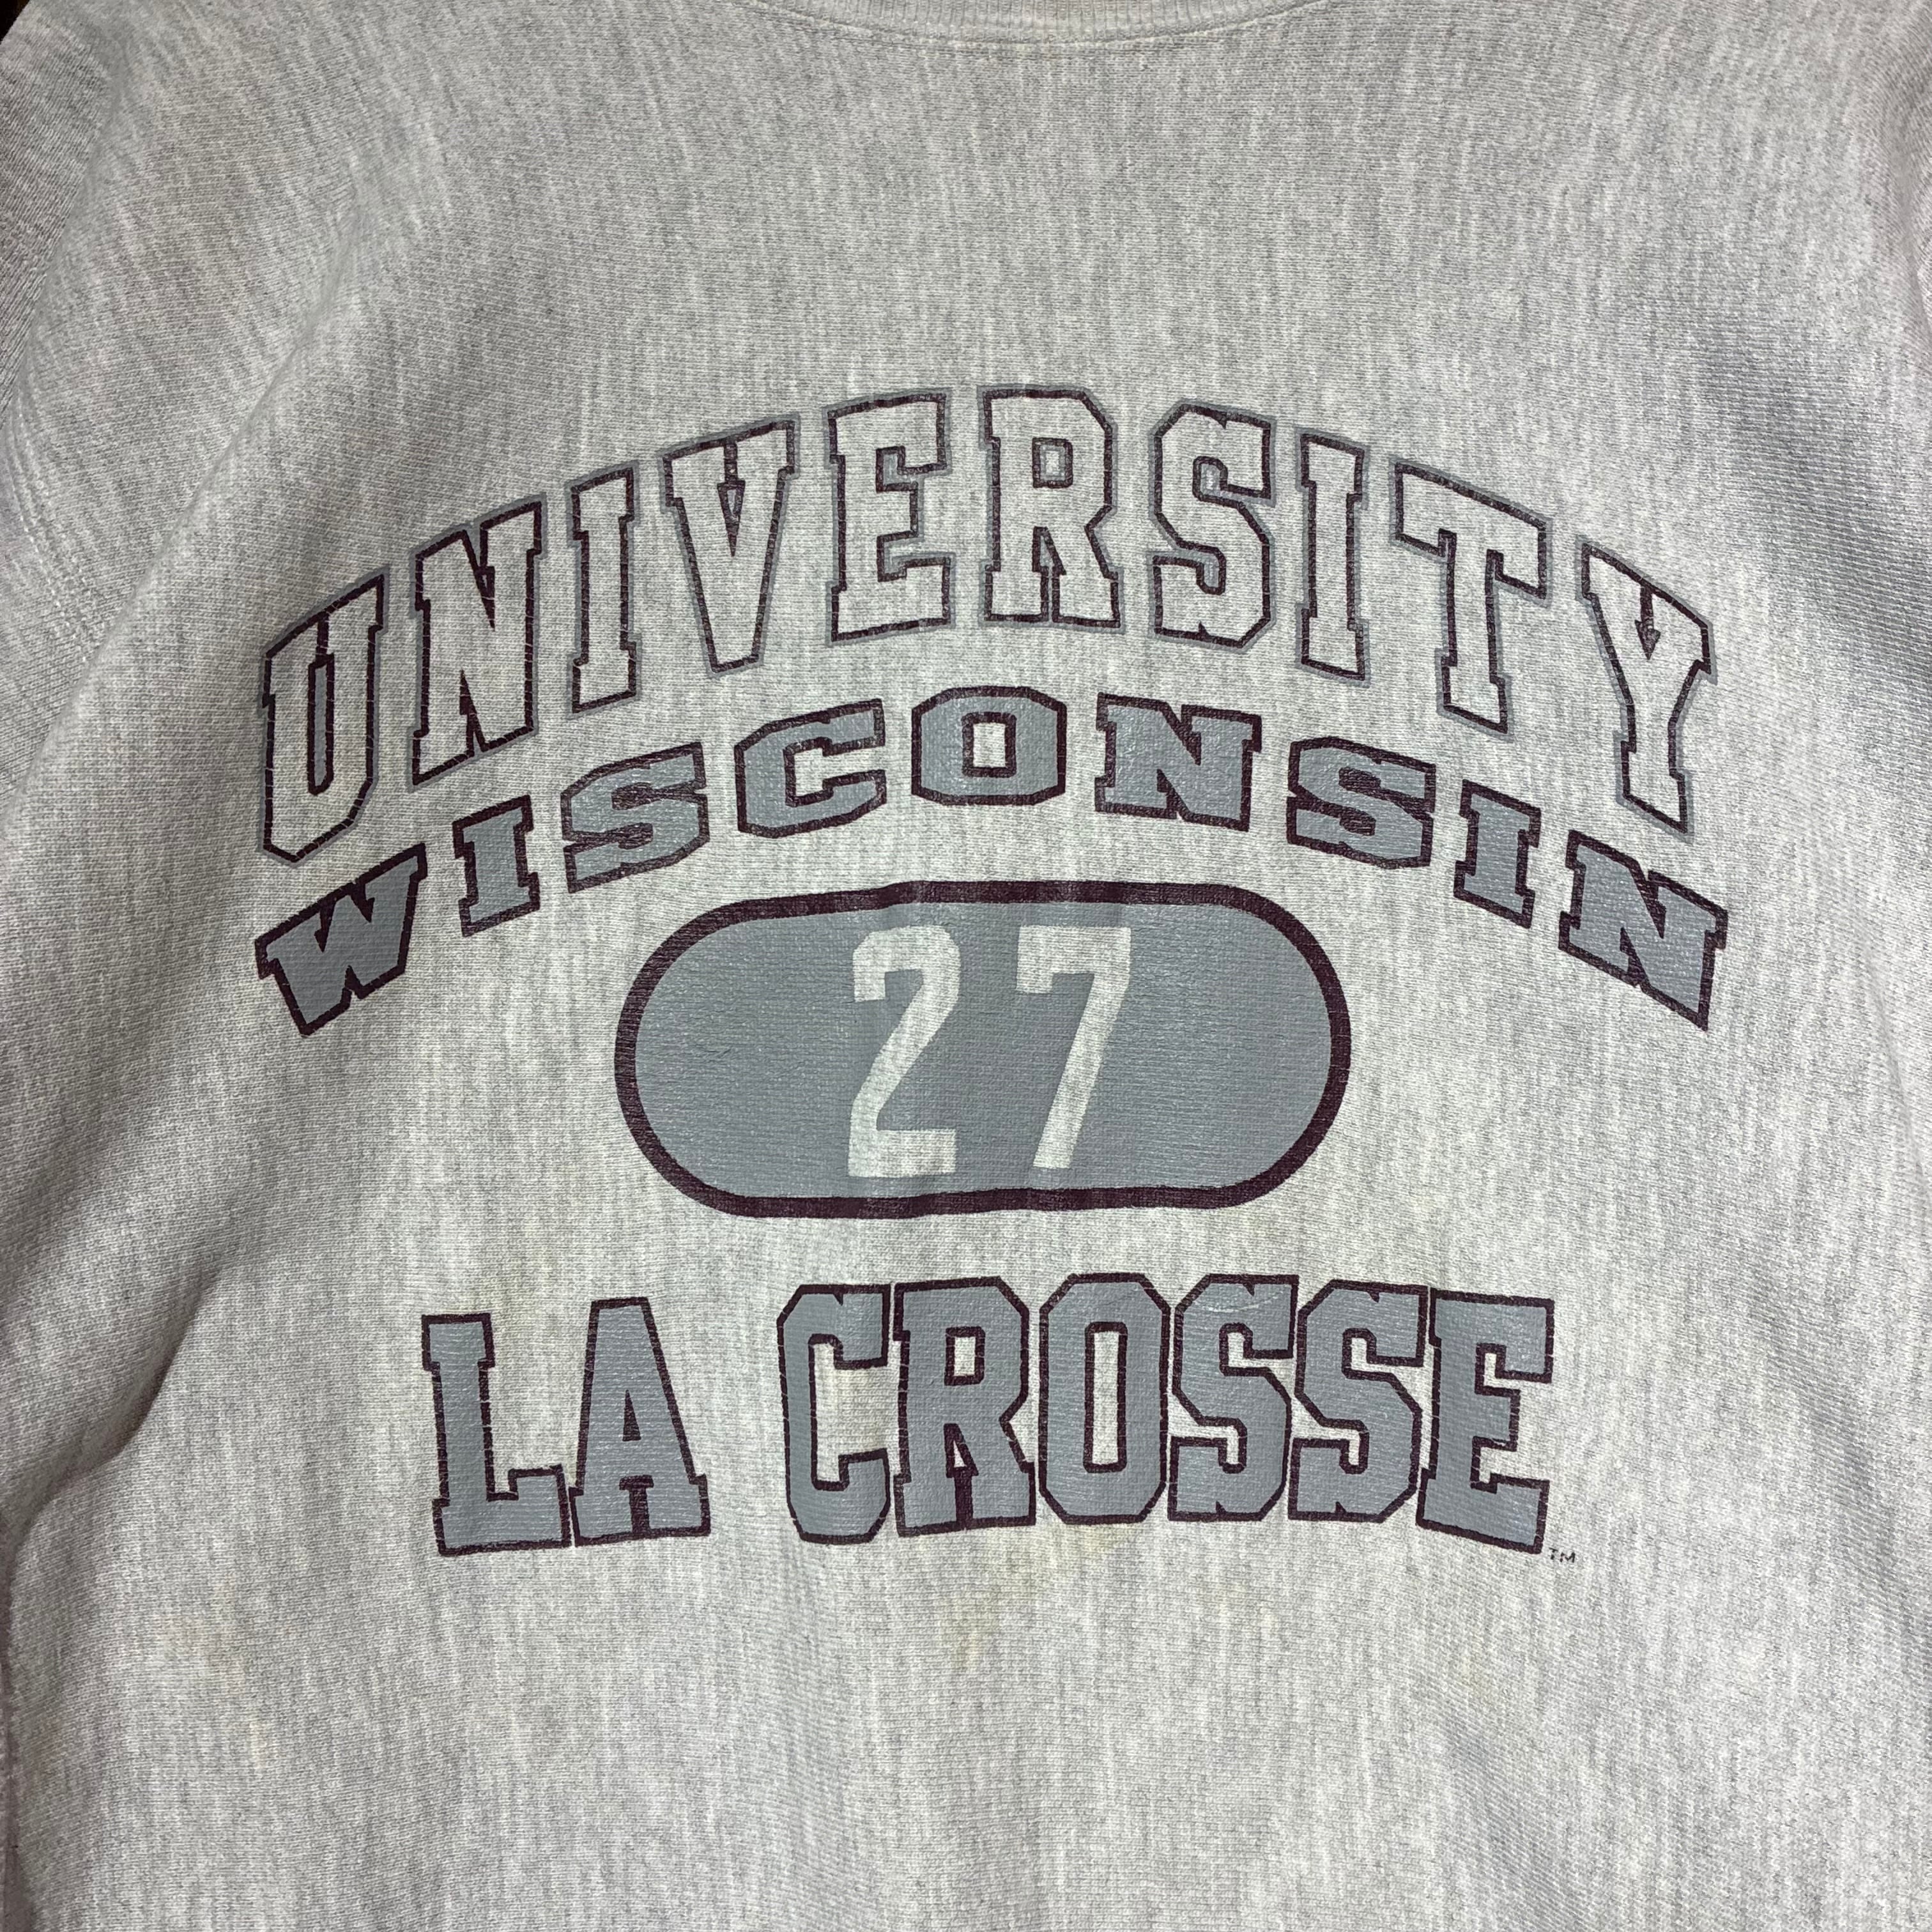 UNIVERSITY
WISCONSIN
27
LA CROSSE
TM